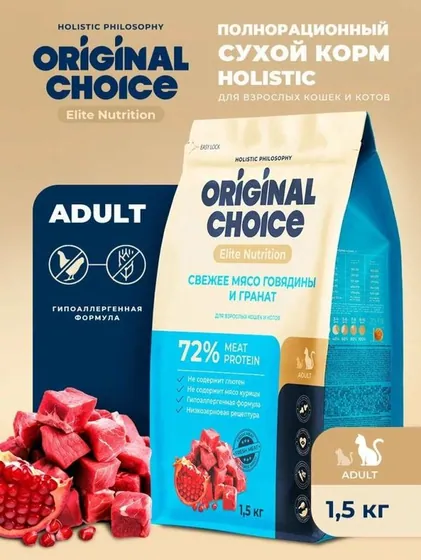 HOLISTIC PHILOSOPHY
ORIGINAL
CHOICE
Elite Nutrition
ПОЛНОРАЦИОННЫЙ
СУХОЙ КОРМ
HOLISTIC
ДЛЯ ВЗРОСЛЫХ КОШЕК И КОТОВ
ADULT
ГИПОАЛЛЕРГЕННАЯ
ФОРМУЛА
EASY LOCK
HOLISTIC PHILOSOPHY
ORIGINAL
CHOICE
Elite Nutrition
СВЕЖЕЕ МЯСО ГОВЯДИНЫ
И ГРАНАТ
ДЛЯ ВЗРОСЛЫХ КОШЕК И КОТОВ
72% MEAT
PROTEIN
Не содержит глютен
Не содержит мясо курицы
Гипоаллергенная формула
Низкозерновая рецептура
ADULT
FRESH MEAT
1,5 кг
ADULT
1,5 кг